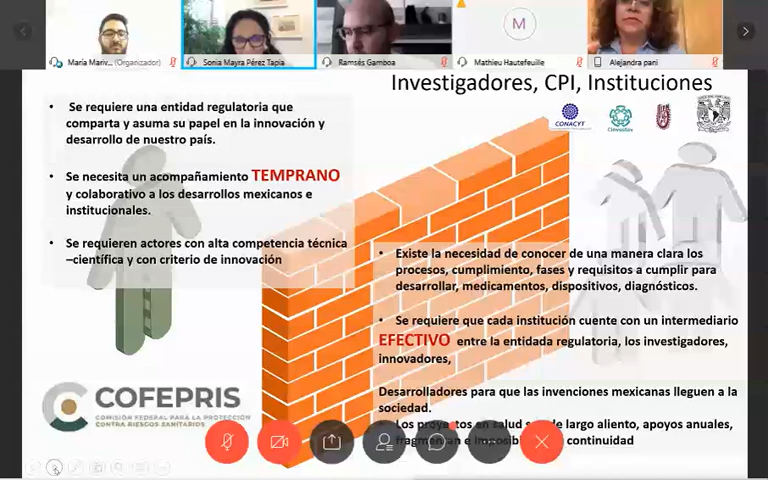 María Mariv... (Organizador)
Sonia Mayra Pérez Tapia
Ramsés Gamboa
M
Mathieu Hautefeuille
Alejandra pani
Investigadores, CPI, Instituciones
CONACYT
Cinvestav
• Se requiere una entidad regulatoria que
comparta y asuma su papel en la innovación y
desarrollo de nuestro país.
• Se necesita un acompañamiento TEMPRANO
y colaborativo a los desarrollos mexicanos e
institucionales.
• Se requieren actores con alta competencia técnica
–científica y con criterio de innovación
• Existe la necesidad de conocer de una manera clara los
procesos, cumplimiento, fases y requisitos a cumplir para
desarrollar, medicamentos, dispositivos, diagnósticos.
• Se requiere que cada institución cuente con un intermediario
EFECTIVO entre la entidada regulatoria, los investigadores,
innovadores,
Desarrolladores para que las invenciones mexicanas lleguen a la
sociedad.
• Los en salud de largo aliento, apoyos anuales,
fragmentan e continuidad
COFEPRIS
COMISIÓN FEDERAL PARA LA PROTECCIÓN
CONTRA RIESGOS SANITARIOS